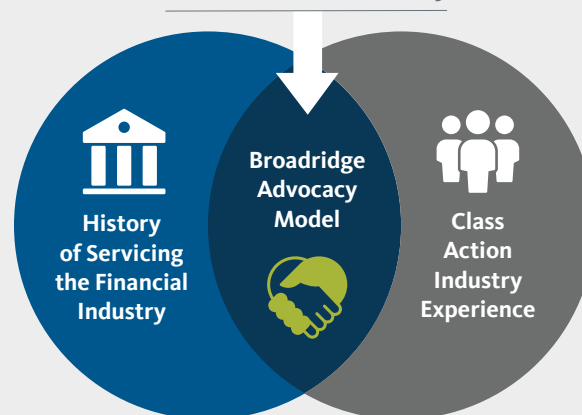 History
of Servicing
the Financial
Industry
Broadridge
Advocacy
Model
Class
Action
Industry
Experience